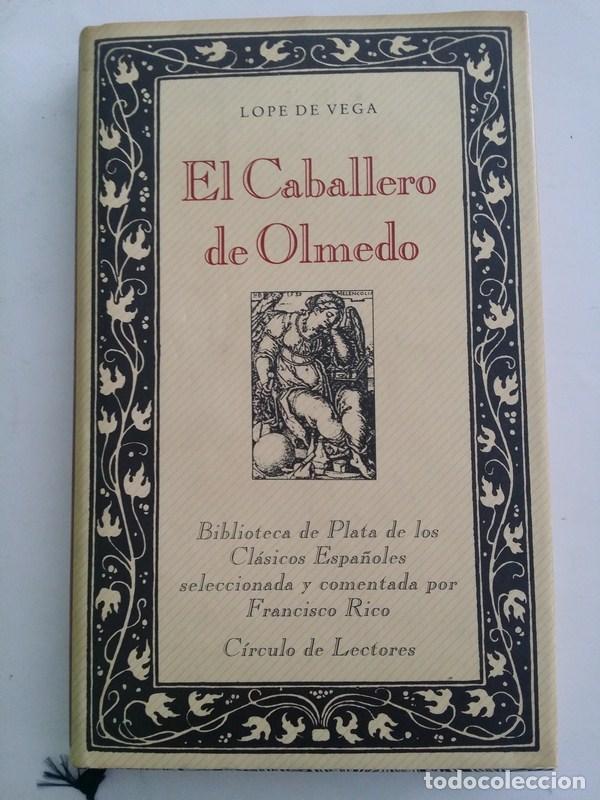 LOPE DE VEGA
El Caballero
de Olmedo
MELENCOLIA
Biblioteca de Plata de los
Clásicos Españoles
seleccionada y comentada por
Francisco Rico
Círculo de Lectores
todocoleccion